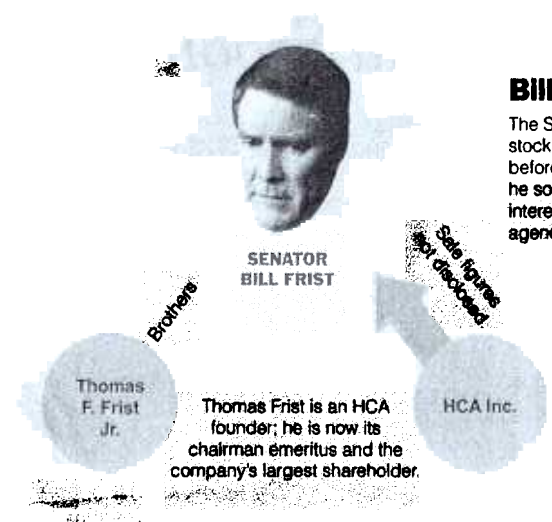 Bill
The S
stock
before
he so
intere
agen
SENATOR
BILL FRIST
Sale figures
not disclosed.
Brothers
Thomas
F. Frist
Jr.
Thomas Frist is an HCA
founder; he is now its
chairman emeritus and the
company's largest shareholder.
HCA Inc.